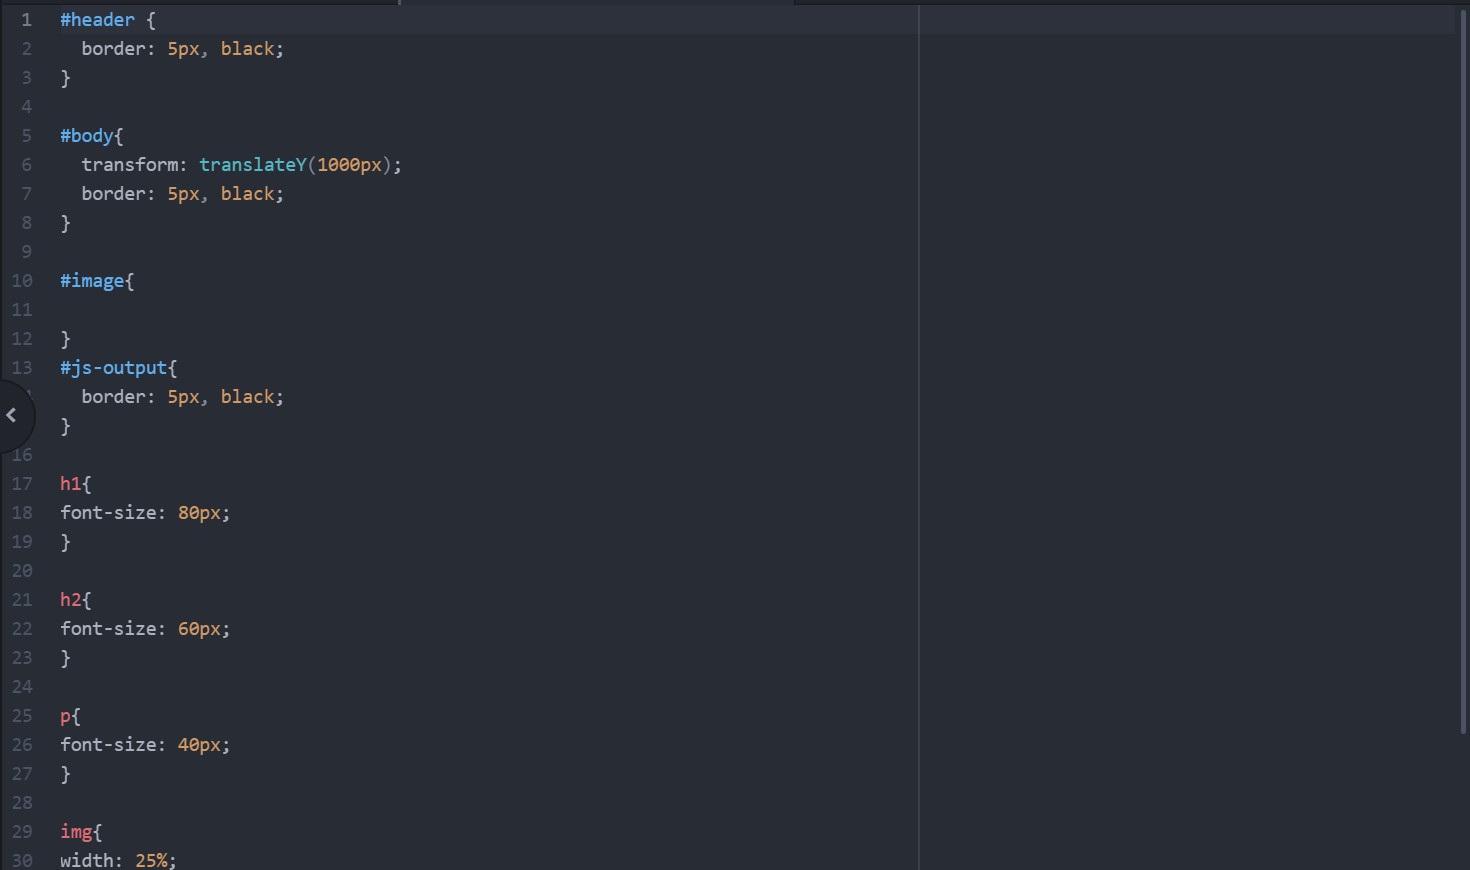 1 #header {
2 border: 5px, black;
3 }
4
5 #body{
6 transform: translateY(1000px);
7 border: 5px, black;
8 }
9
10 #image{
11
12 }
13 #js-output{
border: 5px, black;
}
16
17 h1{
18 font-size: 80px;
19 }
20
21 h2{
22 font-size: 60px;
23 }
24
25 p{
26 font-size: 40px;
27 }
28
29 img{
30 width: 25%;